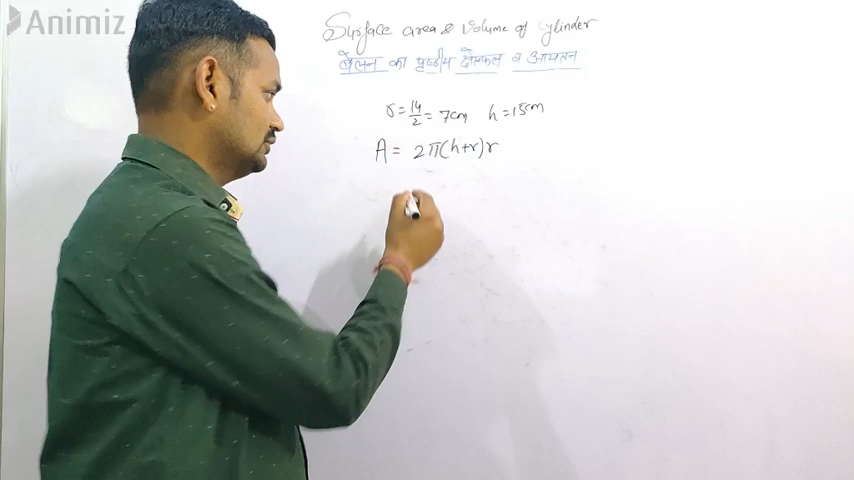 Animiz
Surface area & Volume of Cylinder
बेलन का पृष्ठीय क्षेत्रफल व आयतन
r = 14/2 = 7cm h = 15cm
A = 2π(h+r)r